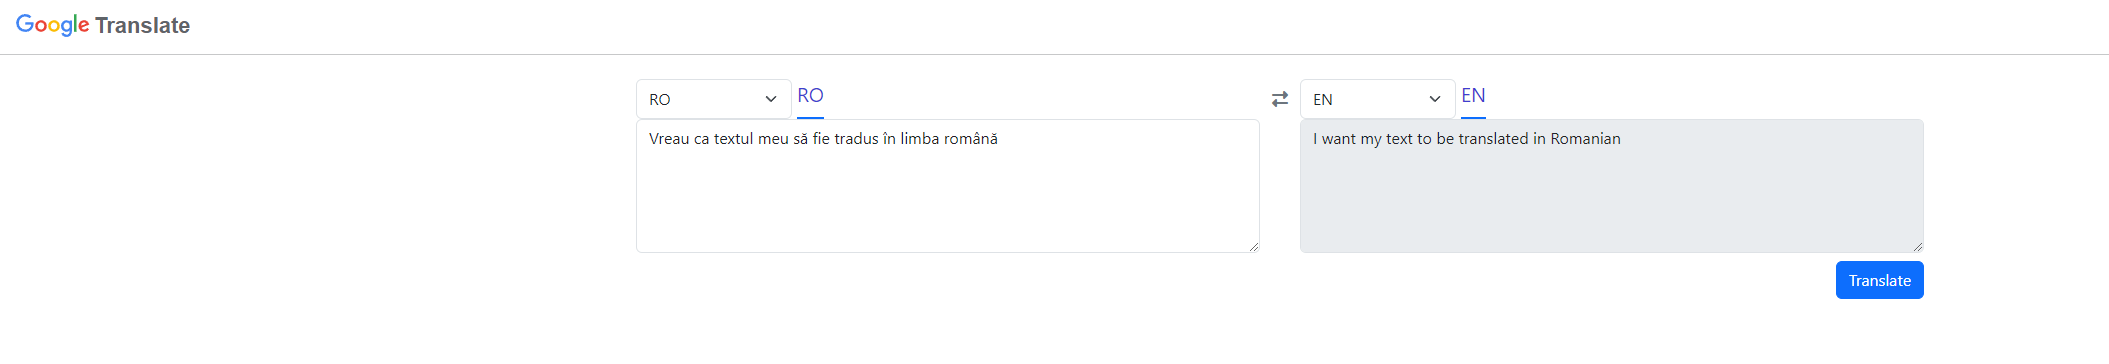 Google Translate
RO RO EN EN
Vreau ca textul meu să fie tradus în limba română
I want my text to be translated in Romanian
Translate